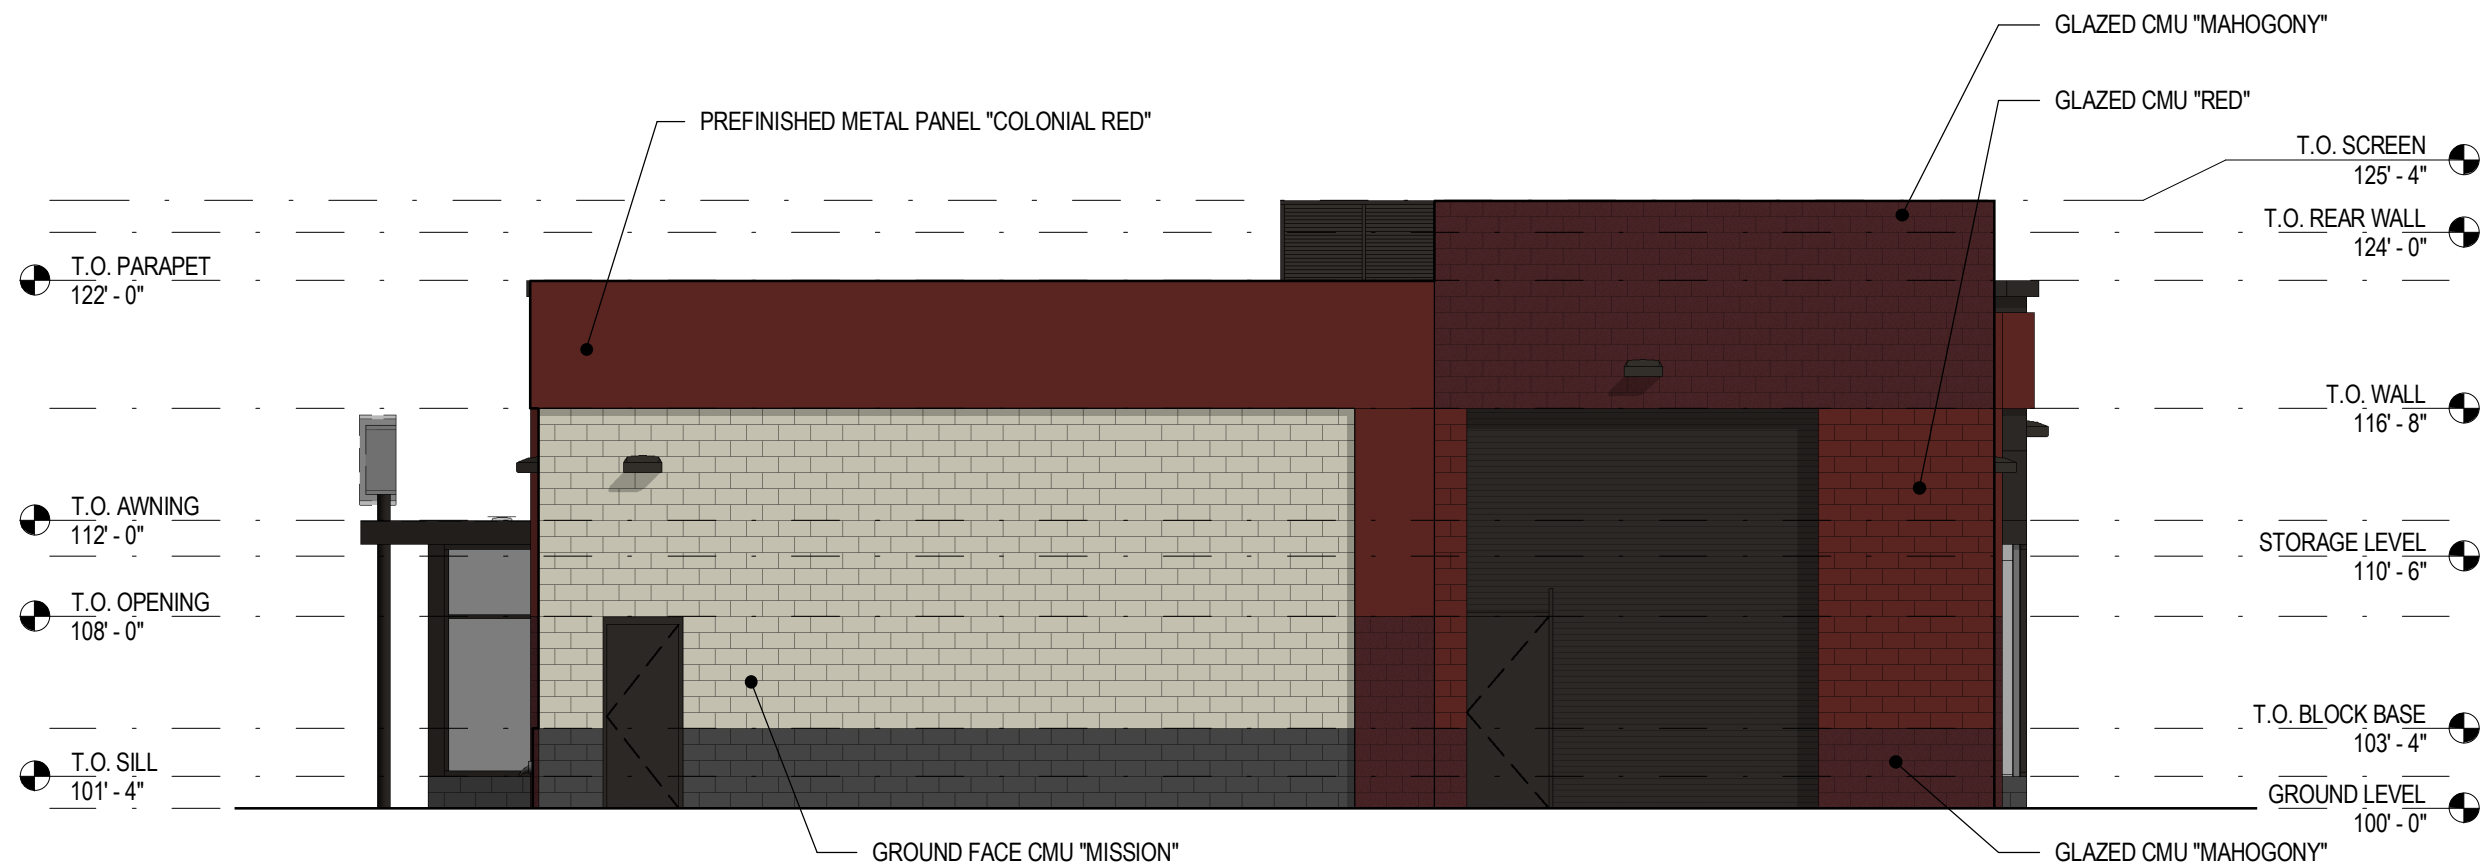 GLAZED CMU "MAHOGONY"
GLAZED CMU "RED"
PREFINISHED METAL PANEL "COLONIAL RED"
T.O. SCREEN
125' - 4"
T.O. REAR WALL
124' - 0"
T.O. PARAPET
122' - 0"
T.O. WALL
116' - 8"
T.O. AWNING
112' - 0"
STORAGE LEVEL
110' - 6"
T.O. OPENING
108' - 0"
T.O. BLOCK BASE
103' - 4"
T.O. SILL
101' - 4"
GROUND LEVEL
100' - 0"
GROUND FACE CMU "MISSION"
GLAZED CMU "MAHOGONY"